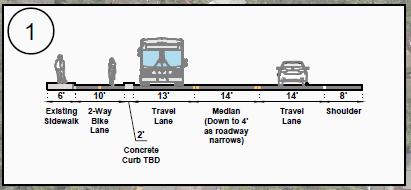 1
6' 10' 13' 14' 14' 8'
Existing Sidewalk
2-Way Bike Lane
2'
Concrete Curb TBD
Travel Lane
Median (Down to 4' as roadway narrows)
Travel Lane
Shoulder